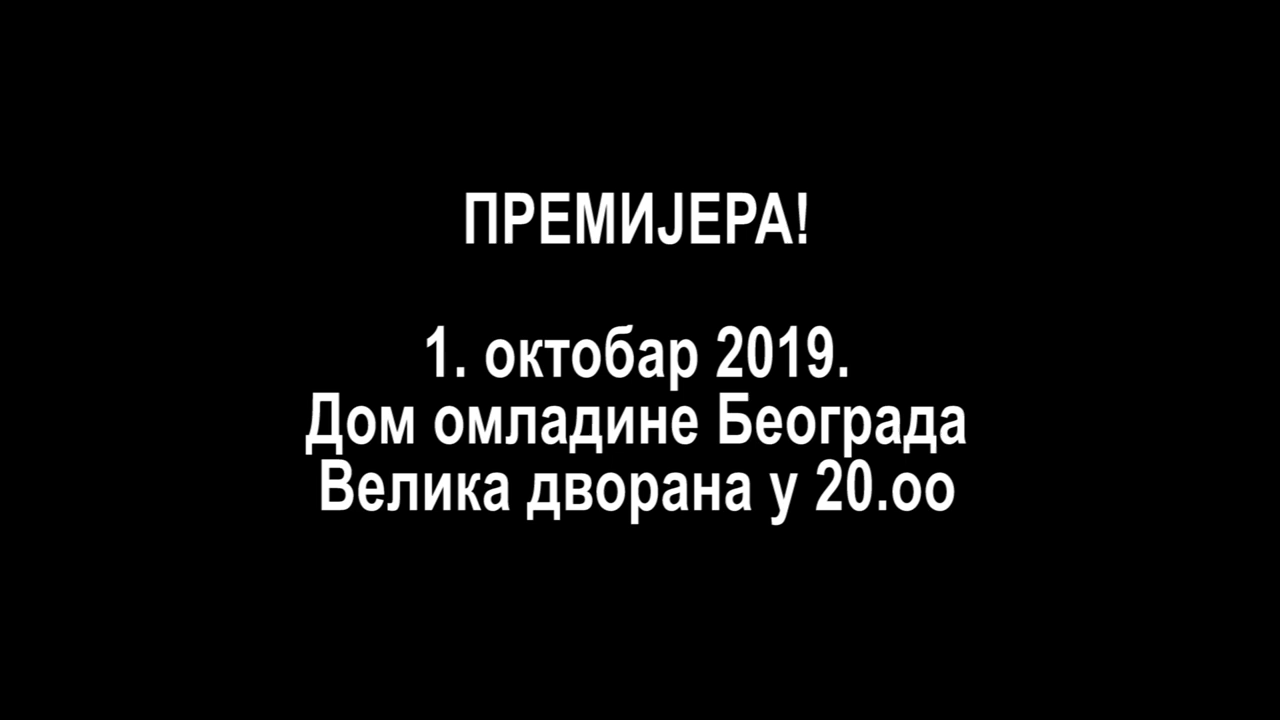 ПРЕМИЈЕРА!
1. октобар 2019.
Дом омладине Београда
Велика дворана у 20.оо